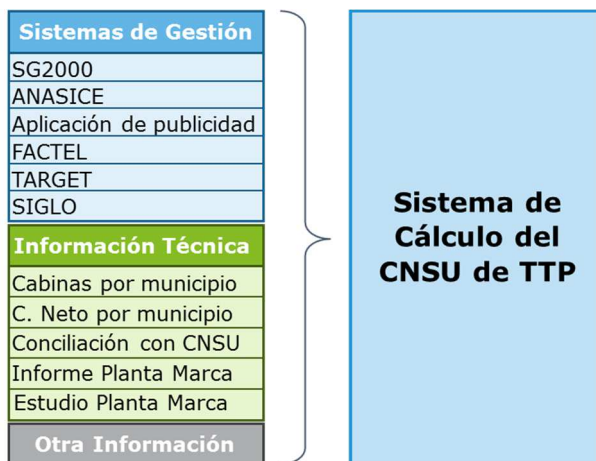 Sistemas de Gestión
SG2000
ANASICE
Aplicación de publicidad
FACTEL
TARGET
SIGLO
Información Técnica
Cabinas por municipio
C. Neto por municipio
Conciliación con CNSU
Informe Planta Marca
Estudio Planta Marca
Otra Información
Sistema de
Cálculo del
CNSU de TTP